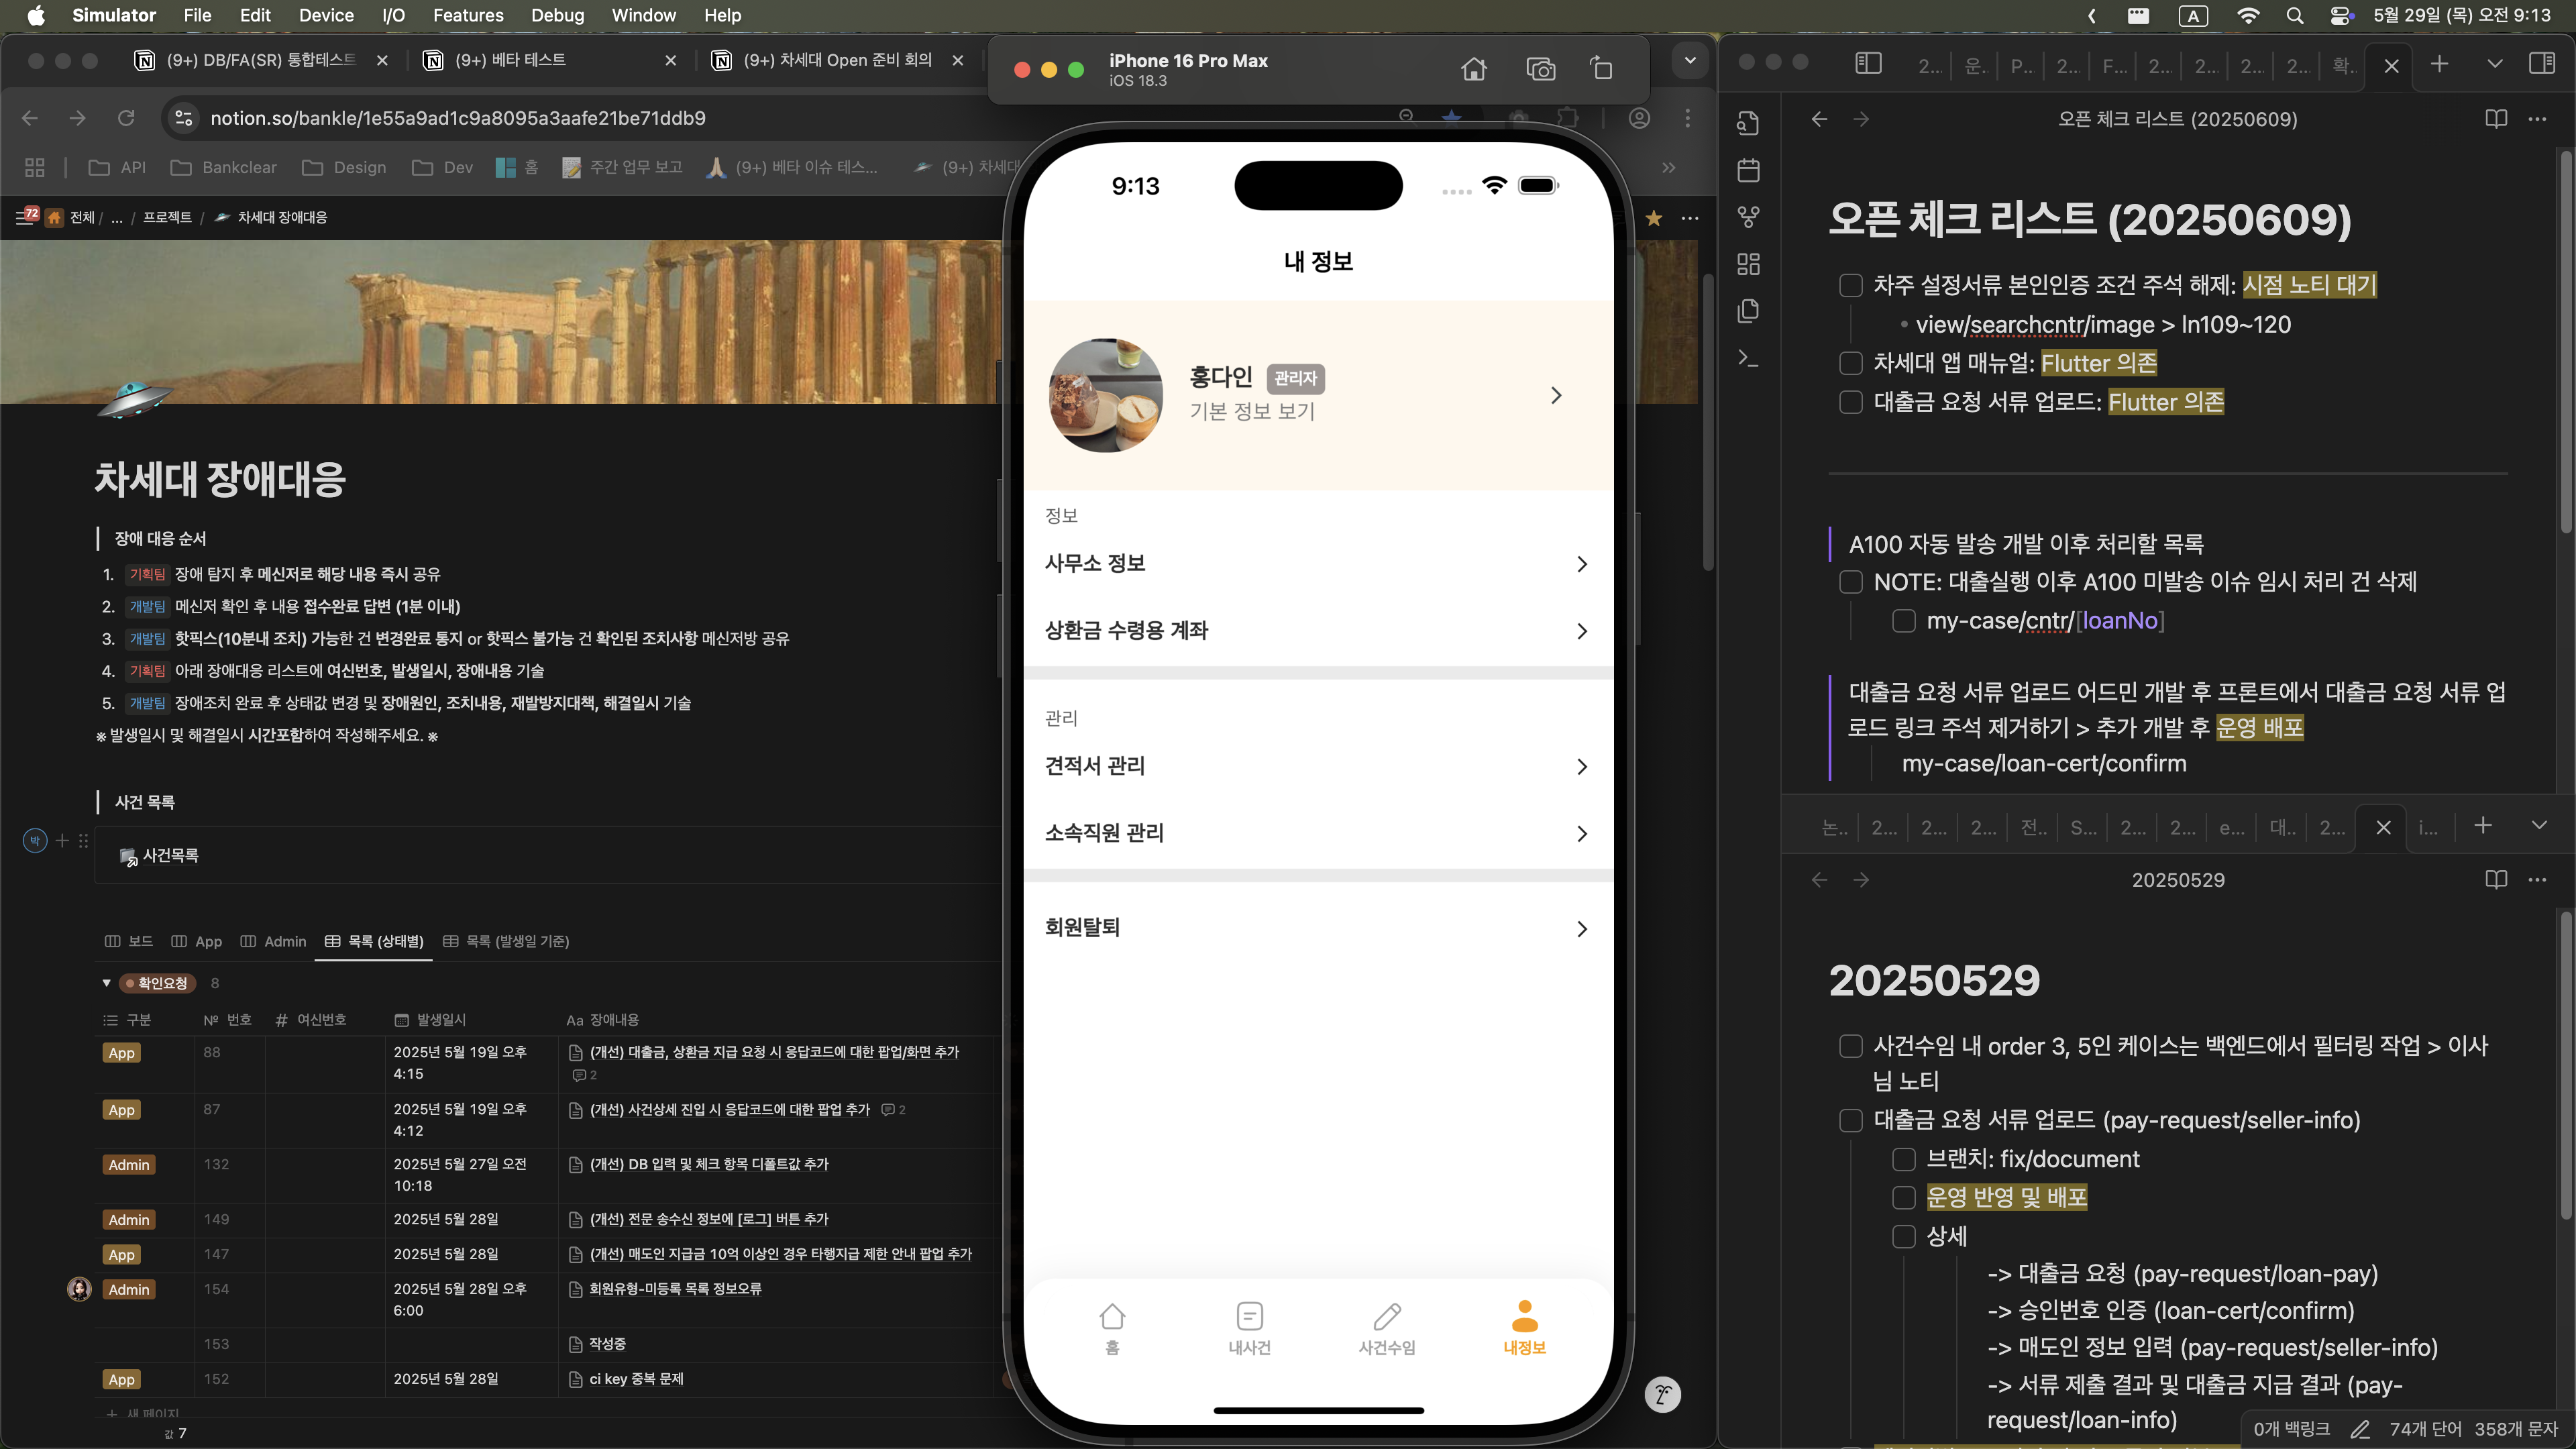 Simulator File Edit Device I/O Features Debug Window Help
A 5월 29일 (목) 오전 9:13
(9+) DB/FA(SR) 통합테스트
(9+) 베타 테스트
(9+) 차세대 Open 준비 회의
notion.so/bankle/1e55a9ad1c9a8095a3aafe21be71ddb9
API Bankclear Design Dev 홈 주간 업무 보고 (9+) 베타 이슈 테스... (9+) 차세대
72 전체 / ... / 프로젝트 / 차세대 장애대응
차세대 장애대응
장애 대응 순서
1. 기획팀 장애 탐지 후 메신저로 해당 내용 즉시 공유
2. 개발팀 메신저 확인 후 내용 접수완료 답변 (1분 이내)
3. 개발팀 핫픽스(10분내 조치) 가능한 건 변경완료 통지 or 핫픽스 불가능 건 확인된 조치사항 메신저방 공유
4. 기획팀 아래 장애대응 리스트에 여신번호, 발생일시, 장애내용 기술
5. 개발팀 장애조치 완료 후 상태값 변경 및 장애원인, 조치내용, 재발방지대책, 해결일시 기술
※ 발생일시 및 해결일시 시간포함하여 작성해주세요. ※
사건 목록
박
사건목록
보드 App Admin 목록 (상태별) 목록 (발생일 기준)
확인요청 8
구분 Nº 번호 # 여신번호 발생일시 Aa 장애내용
App 88 2025년 5월 19일 오후 4:15 (개선) 대출금, 상환금 지급 요청 시 응답코드에 대한 팝업/화면 추가 2
App 87 2025년 5월 19일 오후 4:12 (개선) 사건상세 진입 시 응답코드에 대한 팝업 추가 2
Admin 132 2025년 5월 27일 오전 10:18 (개선) DB 입력 및 체크 항목 디폴트값 추가
Admin 149 2025년 5월 28일 (개선) 전문 송수신 정보에 [로그] 버튼 추가
App 147 2025년 5월 28일 (개선) 매도인 지급금 10억 이상인 경우 타행지급 제한 안내 팝업 추가
Admin 154 2025년 5월 28일 오후 6:00 회원유형-미등록 목록 정보오류
153 작성중
App 152 2025년 5월 28일 ci key 중복 문제
+ 새 페이지
값 7
iPhone 16 Pro Max
iOS 18.3
9:13
내 정보
홍다인 관리자
기본 정보 보기
정보
사무소 정보
상환금 수령용 계좌
관리
견적서 관리
소속직원 관리
회원탈퇴
홈 내사건 사건수임 내정보
2... 운.. P... 2... F... 2... 2... 2... 2... 확..
오픈 체크 리스트 (20250609)
오픈 체크 리스트 (20250609)
차주 설정서류 본인인증 조건 주석 해제: 시점 노티 대기
• view/searchcntr/image > ln109~120
차세대 앱 매뉴얼: Flutter 의존
대출금 요청 서류 업로드: Flutter 의존
A100 자동 발송 개발 이후 처리할 목록
NOTE: 대출실행 이후 A100 미발송 이슈 임시 처리 건 삭제
my-case/cntr/[loanNo]
대출금 요청 서류 업로드 어드민 개발 후 프론트에서 대출금 요청 서류 업
로드 링크 주석 제거하기 > 추가 개발 후 운영 배포
my-case/loan-cert/confirm
논.. 2... 2... 2... 전.. S... 2... 2... e... 대.. 2... i...
20250529
20250529
사건수임 내 order 3, 5인 케이스는 백엔드에서 필터링 작업 > 이사
님 노티
대출금 요청 서류 업로드 (pay-request/seller-info)
브랜치: fix/document
운영 반영 및 배포
상세
-> 대출금 요청 (pay-request/loan-pay)
-> 승인번호 인증 (loan-cert/confirm)
-> 매도인 정보 입력 (pay-request/seller-info)
-> 서류 제출 결과 및 대출금 지급 결과 (pay-
request/loan-info)
0개 백링크 74개 단어 358개 문자